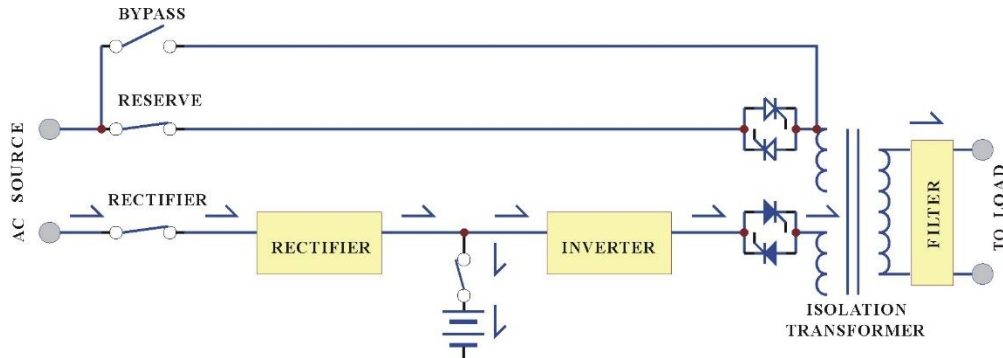 BYPASS
RESERVE
AC SOURCE
RECTIFIER
RECTIFIER
INVERTER
FILTER
TO LOAD
ISOLATION
TRANSFORMER